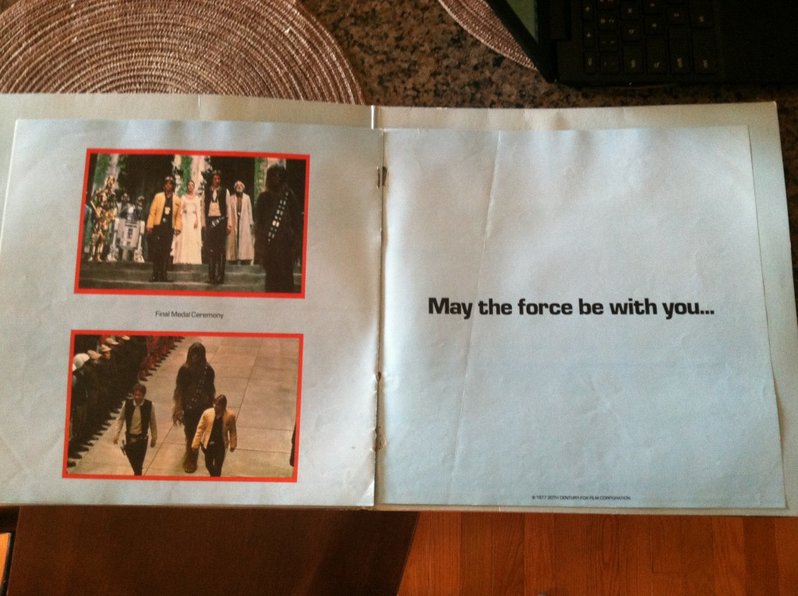 Final Medal Ceremony
May the force be with you...
© 1977 20TH CENTURY-FOX FILM CORPORATION